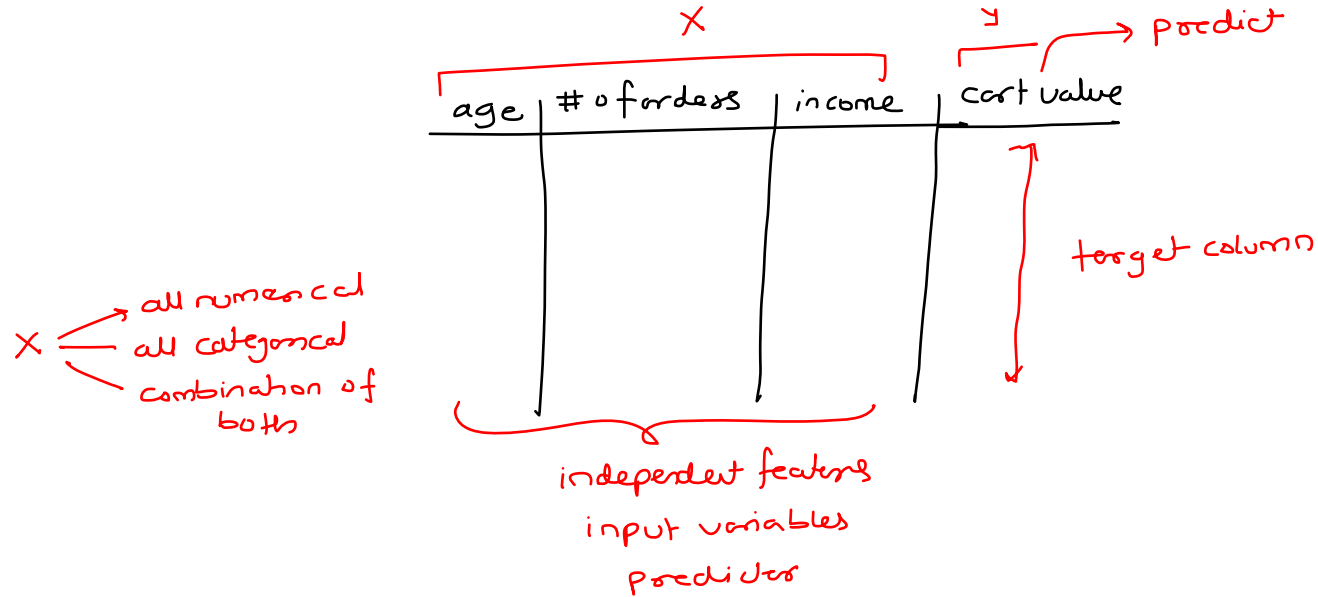 X y predict
age # of orders income cart value
target column
all numerical
X all categorical
combination of
both
independent features
input variables
predictor